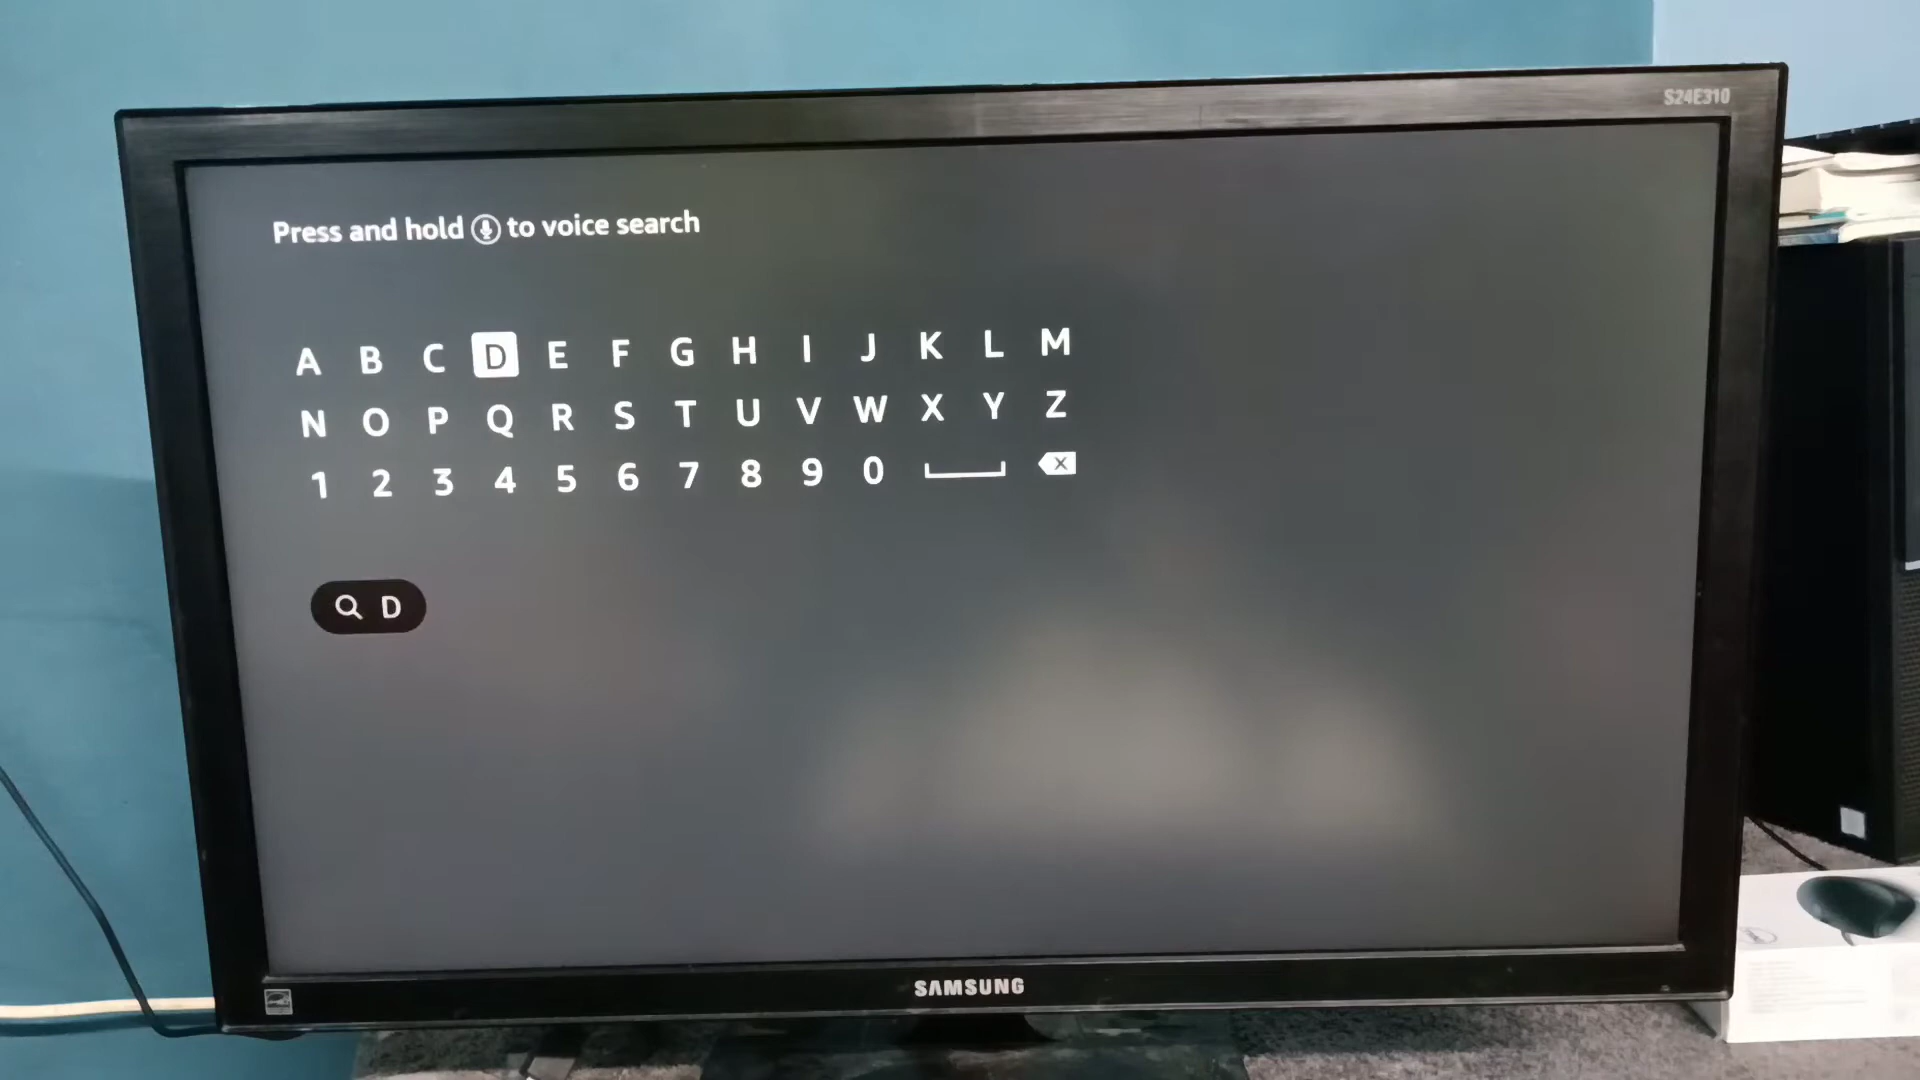 S24E310
Press and hold to voice search
A B C D E F G H I J K L M
N O P Q R S T U V W X Y Z
1 2 3 4 5 6 7 8 9 0
D
SAMSUNG